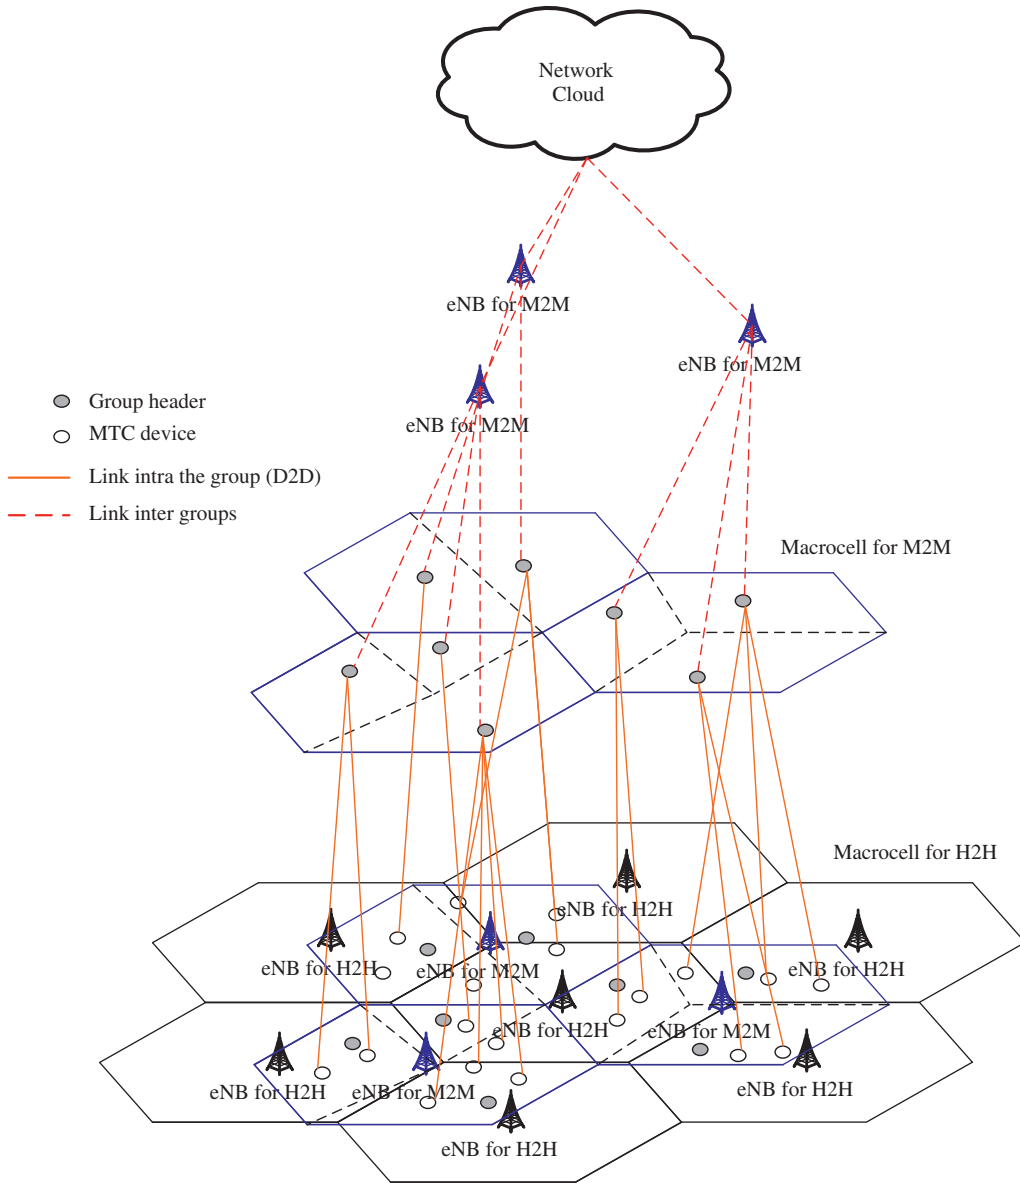 Network
Cloud
eNB for M2M
eNB for M2M
eNB for M2M
Group header
MTC device
Link intra the group (D2D)
Link inter groups
Macrocell for M2M
Macrocell for H2H
eNB for H2H
eNB for H2H
eNB for M2M
eNB for H2H
eNB for H2H
eNB for M2M
eNB for H2H
eNB for M2M
eNB for H2H
eNB for H2H